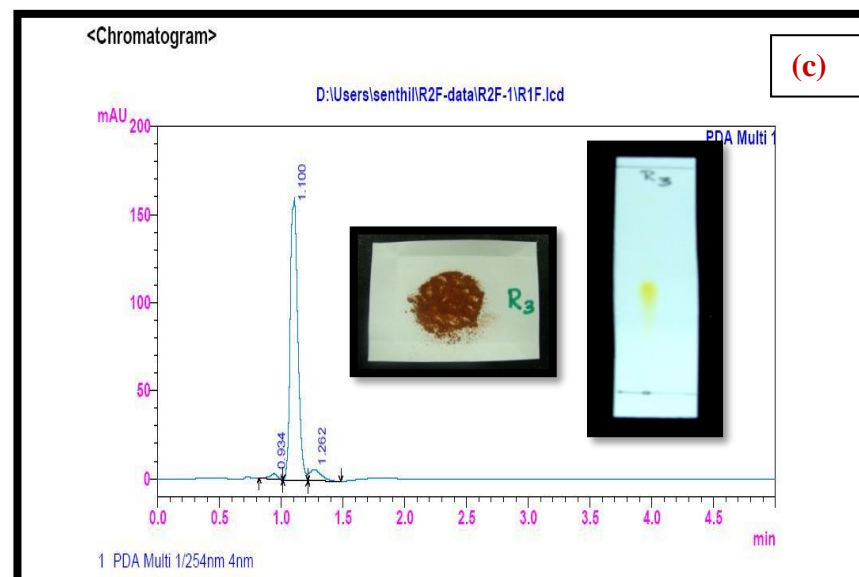 <Chromatogram>
(c)
D:\Users\senthil\R2F-data\R2F-1\R1F.lcd
mAU
PDA Multi 1
200
150
100
50
0
0.934
1.100
1.262
R3
R3
0.0 0.5 1.0 1.5 2.0 2.5 3.0 3.5 4.0 4.5
min
1 PDA Multi 1/254nm 4nm